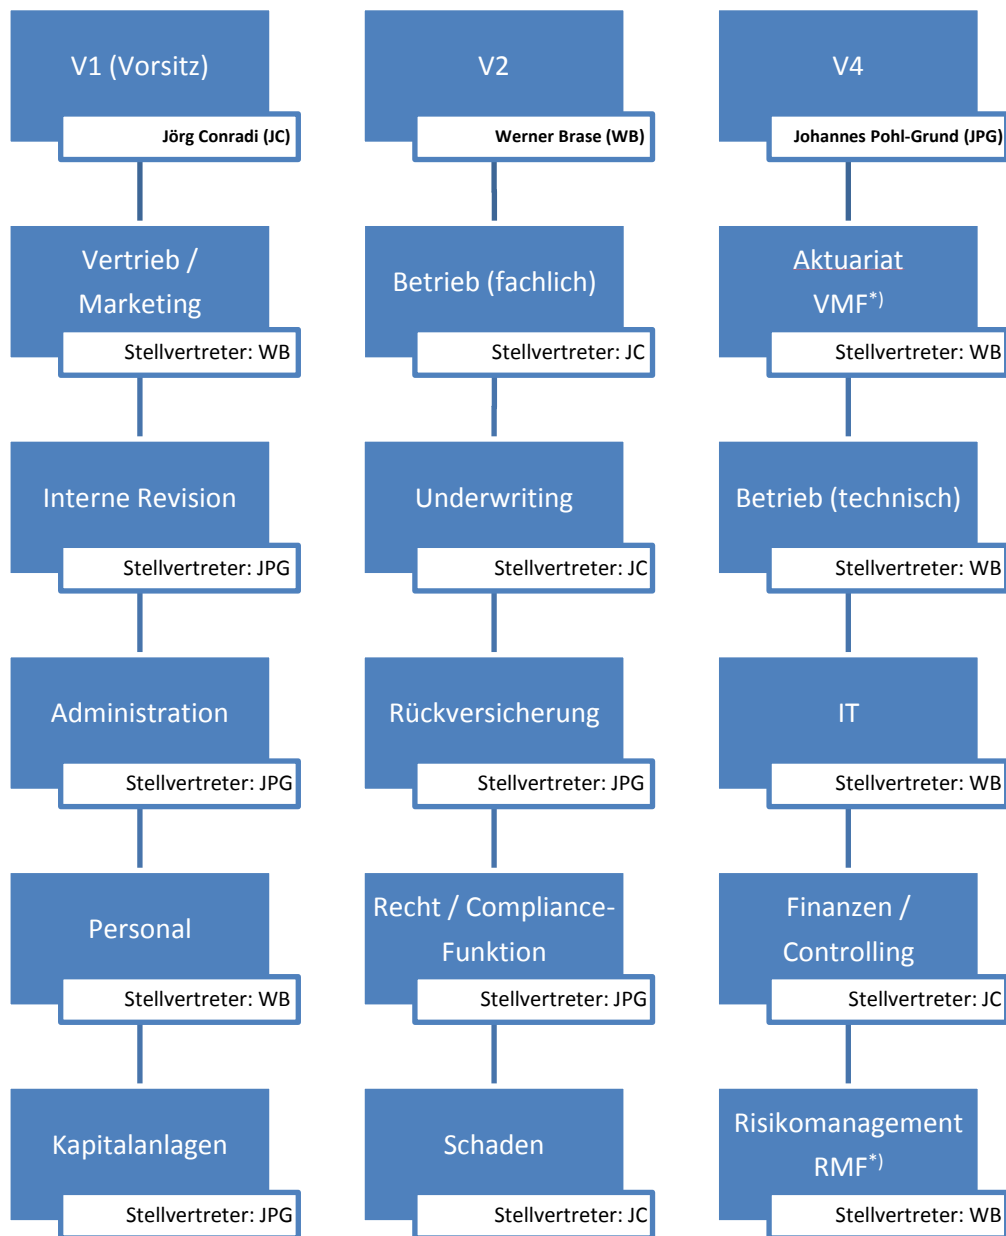 V1 (Vorsitz)
Jörg Conradi (JC)
Vertrieb /
Marketing
Stellvertreter: WB
Interne Revision
Stellvertreter: JPG
Administration
Stellvertreter: JPG
Personal
Stellvertreter: WB
Kapitalanlagen
Stellvertreter: JPG
V2
Werner Brase (WB)
Betrieb (fachlich)
Stellvertreter: JC
Underwriting
Stellvertreter: JC
Rückversicherung
Stellvertreter: JPG
Recht / Compliance-
Funktion
Stellvertreter: JPG
Schaden
Stellvertreter: JC
V4
Johannes Pohl-Grund (JPG)
Aktuariat
VMF*)
Stellvertreter: WB
Betrieb (technisch)
Stellvertreter: WB
IT
Stellvertreter: WB
Finanzen /
Controlling
Stellvertreter: JC
Risikomanagement
RMF*)
Stellvertreter: WB